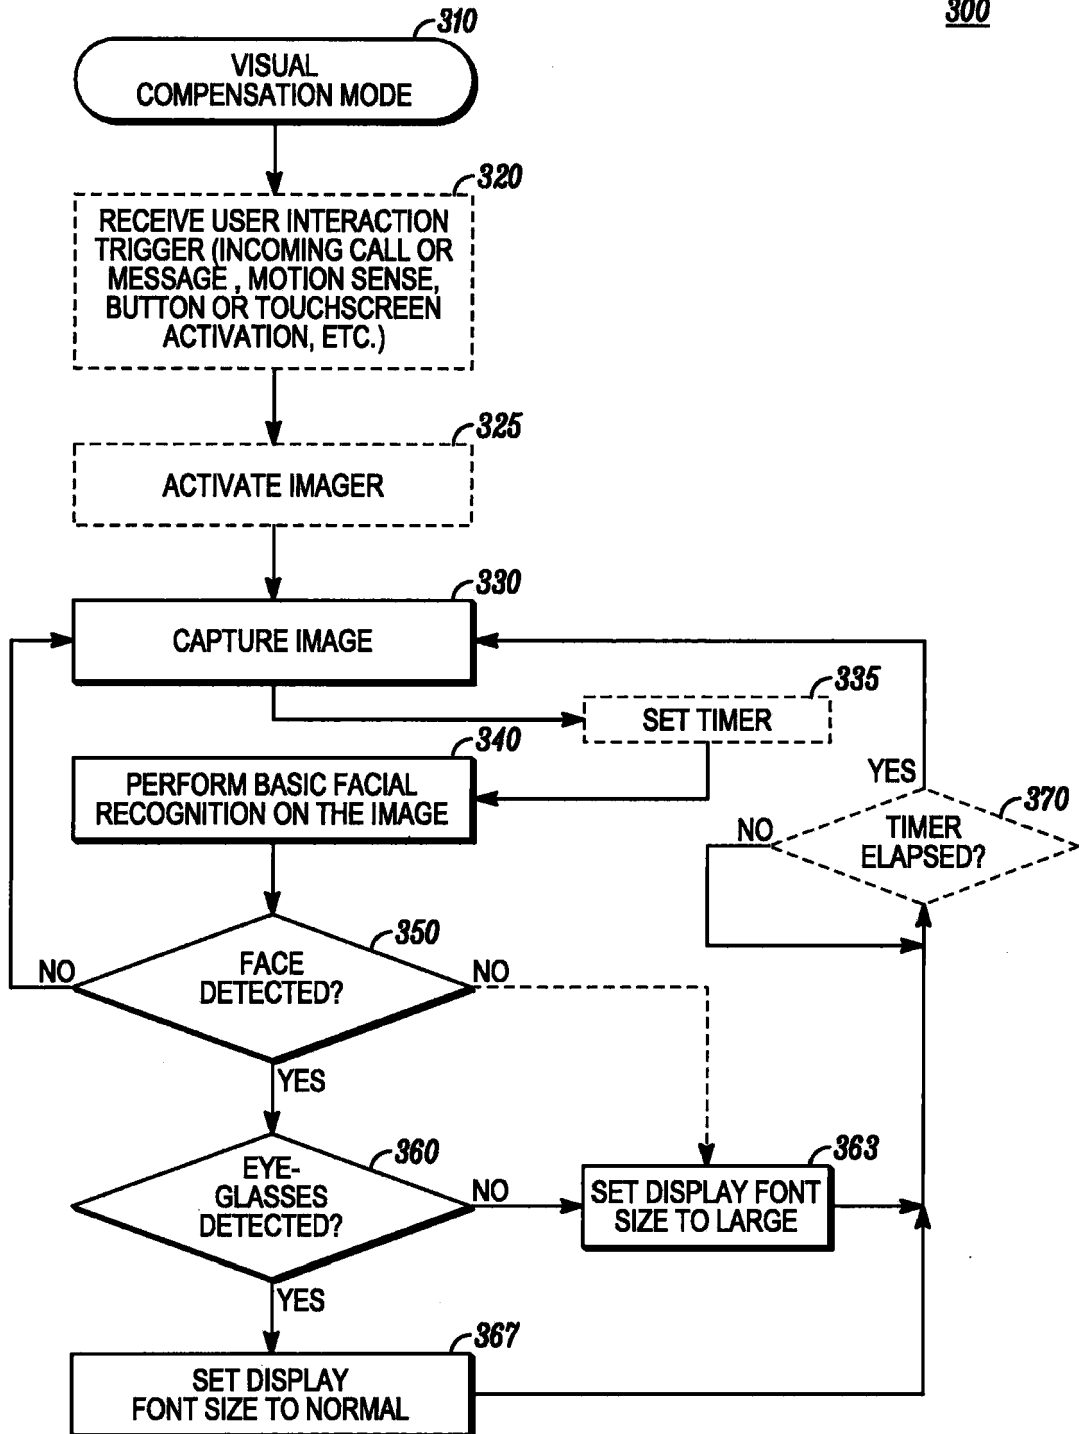 300
310
VISUAL
COMPENSATION MODE
320
RECEIVE USER INTERACTION
TRIGGER (INCOMING CALL OR
MESSAGE , MOTION SENSE,
BUTTON OR TOUCHSCREEN
ACTIVATION, ETC.)
325
ACTIVATE IMAGER
330
CAPTURE IMAGE
335
SET TIMER
340
PERFORM BASIC FACIAL
RECOGNITION ON THE IMAGE
YES
370
NO
TIMER
ELAPSED?
350
NO
FACE
DETECTED?
NO
YES
360
EYE-
GLASSES
DETECTED?
NO
363
SET DISPLAY FONT
SIZE TO LARGE
YES
367
SET DISPLAY
FONT SIZE TO NORMAL